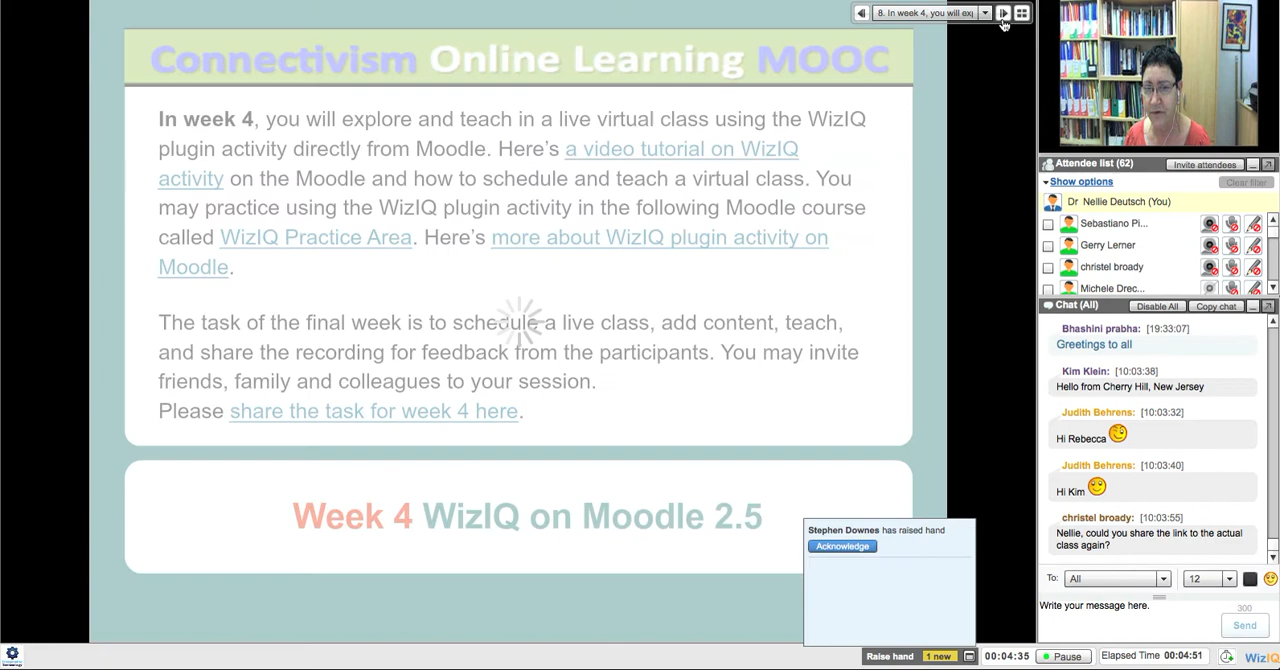 8. In week 4, you will exp
Connectivism Online Learning MOOC
In week 4, you will explore and teach in a live virtual class using the WizIQ
plugin activity directly from Moodle. Here's a video tutorial on WizIQ
activity on the Moodle and how to schedule and teach a virtual class. You
may practice using the WizIQ plugin activity in the following Moodle course
called WizIQ Practice Area. Here's more about WizIQ plugin activity on
Moodle.
The task of the final week is to schedule a live class, add content, teach,
and share the recording for feedback from the participants. You may invite
friends, family and colleagues to your session.
Please share the task for week 4 here.
Week 4 WizIQ on Moodle 2.5
Stephen Downes has raised hand
Acknowledge
Attendee list (62)
Invite attendees
Show options
Clear filter
Dr Nellie Deutsch (You)
Sebastiano Pi...
Gerry Lerner
christel broady
Michele Drec...
Chat (All)
Disable All
Copy chat
Bhashini prabha: [19:33:07]
Greetings to all
Kim Klein: [10:03:38]
Hello from Cherry Hill, New Jersey
Judith Behrens: [10:03:32]
Hi Rebecca
Judith Behrens: [10:03:40]
Hi Kim
christel broady: [10:03:55]
Nellie, could you share the link to the actual
class again?
To: All 12
Write your message here.
300
Send
Raise hand 1 new 00:04:35 Pause Elapsed Time 00:04:51 WizIQ